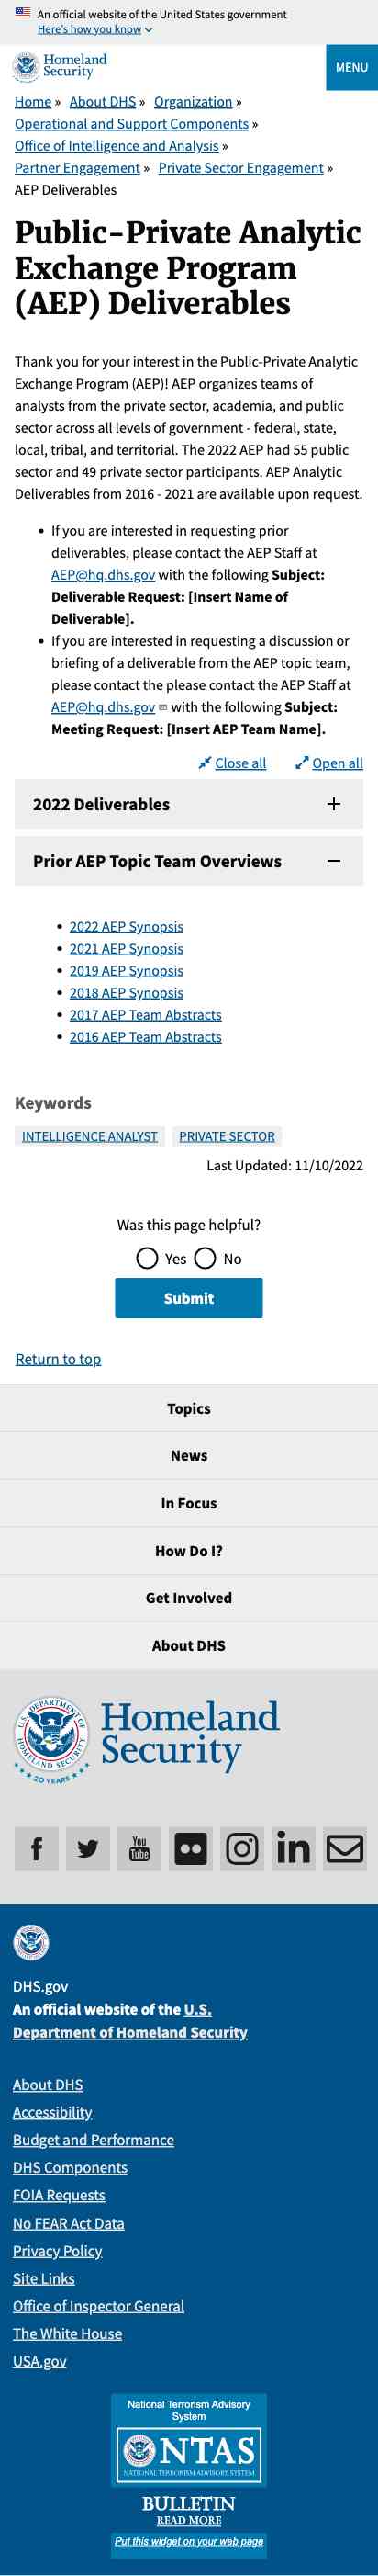 An official website of the United States government
Here's how you know
Homeland
Security
MENU
Home » About DHS » Organization »
Operational and Support Components »
Office of Intelligence and Analysis »
Partner Engagement » Private Sector Engagement »
AEP Deliverables
Public-Private Analytic
Exchange Program
(AEP) Deliverables
Thank you for your interest in the Public-Private Analytic
Exchange Program (AEP)! AEP organizes teams of
analysts from the private sector, academia, and public
sector across all levels of government - federal, state,
local, tribal, and territorial. The 2022 AEP had 55 public
sector and 49 private sector participants. AEP Analytic
Deliverables from 2016 - 2021 are available upon request.
• If you are interested in requesting prior
deliverables, please contact the AEP Staff at
AEP@hq.dhs.gov with the following Subject:
Deliverable Request: [Insert Name of
Deliverable].
• If you are interested in requesting a discussion or
briefing of a deliverable from the AEP topic team,
please contact the please contact the AEP Staff at
AEP@hq.dhs.gov with the following Subject:
Meeting Request: [Insert AEP Team Name].
Close all Open all
2022 Deliverables
Prior AEP Topic Team Overviews
• 2022 AEP Synopsis
• 2021 AEP Synopsis
• 2019 AEP Synopsis
• 2018 AEP Synopsis
• 2017 AEP Team Abstracts
• 2016 AEP Team Abstracts
Keywords
INTELLIGENCE ANALYST PRIVATE SECTOR
Last Updated: 11/10/2022
Was this page helpful?
Yes No
Submit
Return to top
Topics
News
In Focus
How Do I?
Get Involved
About DHS
U.S. DEPARTMENT OF HOMELAND SECURITY
20 YEARS
Homeland
Security
You
Tube
DHS.gov
An official website of the U.S.
Department of Homeland Security
About DHS
Accessibility
Budget and Performance
DHS Components
FOIA Requests
No FEAR Act Data
Privacy Policy
Site Links
Office of Inspector General
The White House
USA.gov
National Terrorism Advisory
System
NTAS
NATIONAL TERRORISM ADVISORY SYSTEM
BULLETIN
READ MORE
Put this widget on your web page